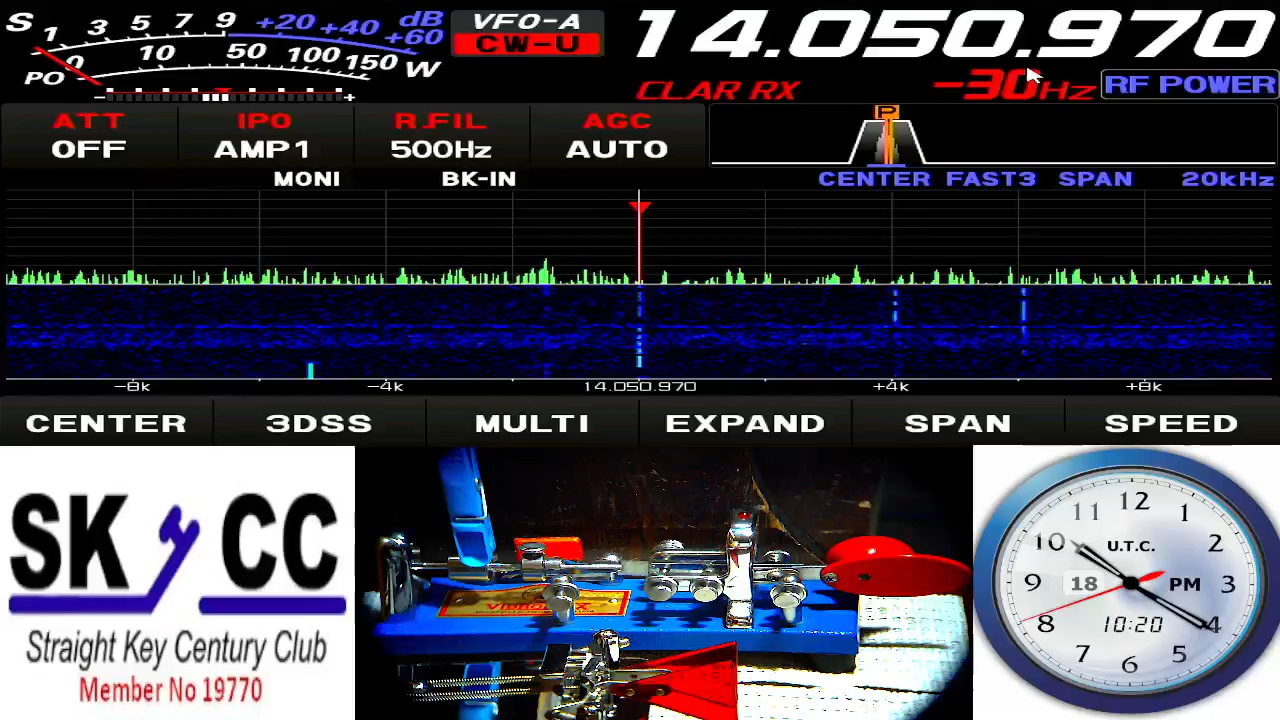 S 1 3 5 7 9 +20 +40 +60 dB
PO 0 10 50 100 150 W
- +
VFO-A
CW-U
14.050.970
CLAR RX -30Hz
RF POWER
ATT IPO R.FIL AGC
OFF AMP1 500Hz AUTO
P
MONI BK-IN
CENTER FAST3 SPAN 20kHz
-8k -4k 14.050.970 +4k +8k
CENTER 3DSS MULTI EXPAND SPAN SPEED
SK CC
Straight Key Century Club
Member No 19770
12
11 1
10 U.T.C. 2
9 18 PM 3
8 10:20 4
7 5
6